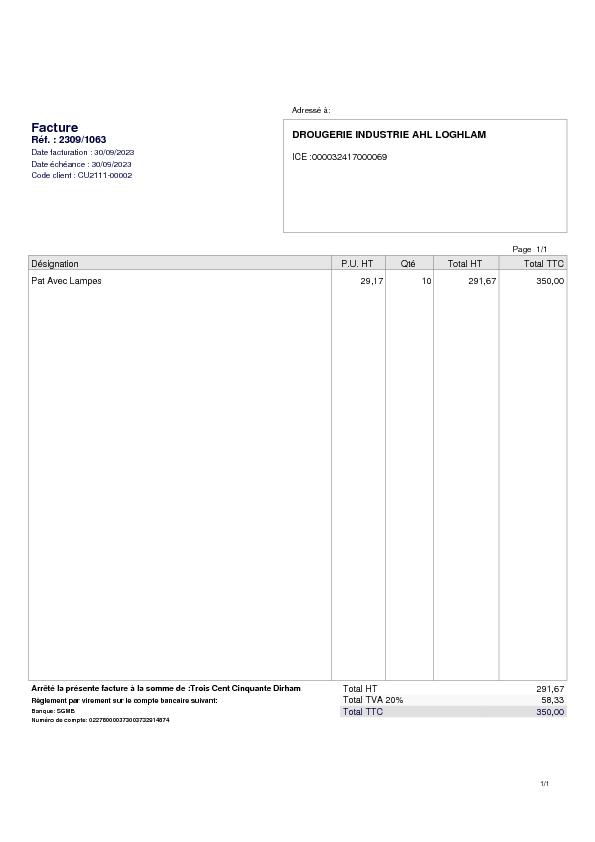 Adressé à:
Facture
Réf. : 2309/1063
Date facturation : 30/09/2023
Date échéance : 30/09/2023
Code client : CU2111-00002
DROUGERIE INDUSTRIE AHL LOGHLAM
ICE :000032417000069
Page 1/1
Désignation P.U. HT Qté Total HT Total TTC
Pat Avec Lampes 29,17 10 291,67 350,00
Arrêté la présente facture à la somme de :Trois Cent Cinquante Dirham
Règlement par virement sur le compte bancaire suivant:
Banque: SGMB
Numéro de compte:
Total HT 291,67
Total TVA 20% 58,33
Total TTC 350,00
1/1